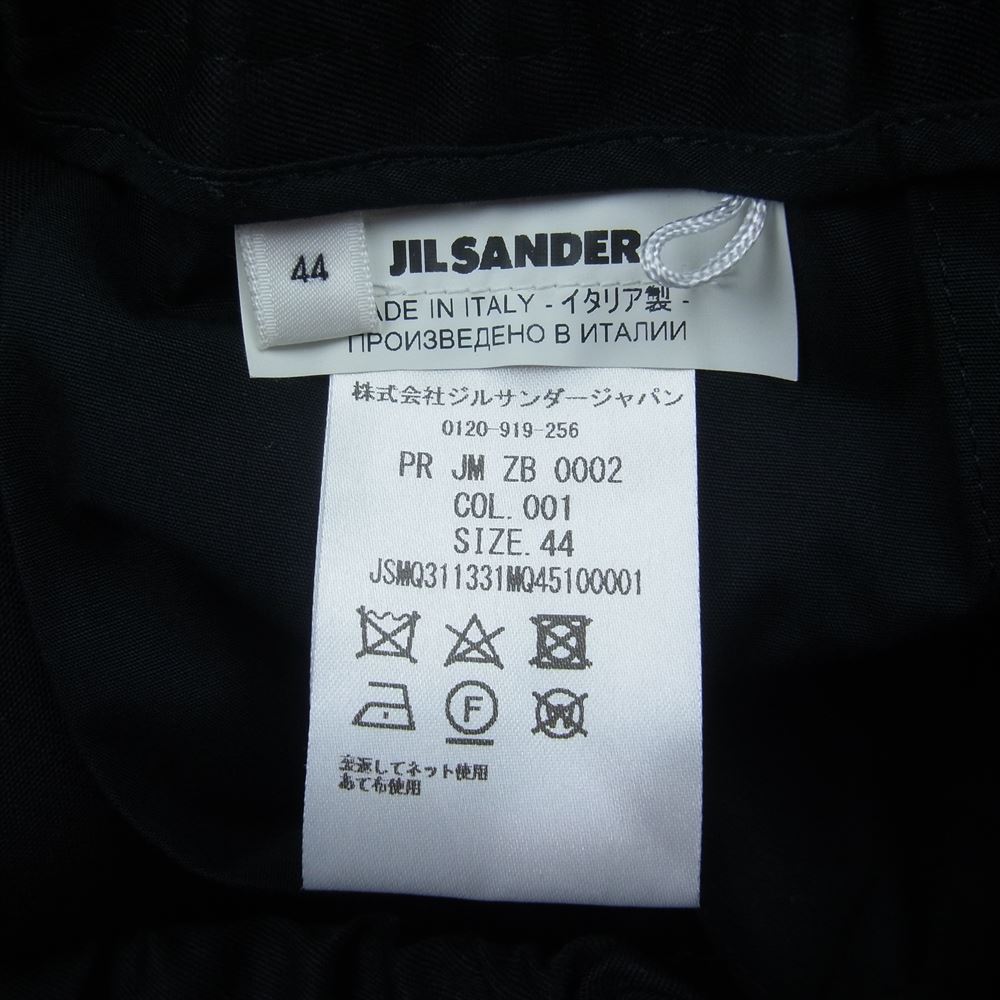 44
JIL SANDER
ADE IN ITALY - イタリア製 -
ПРОИЗВЕДЕНО В ИТАЛИИ
株式会社ジルサンダージャパン
0120-919-256
PR JM ZB 0002
COL. 001
SIZE. 44
JSMQ311331MQ45100001
F
W
裏返してネット使用
あて布使用